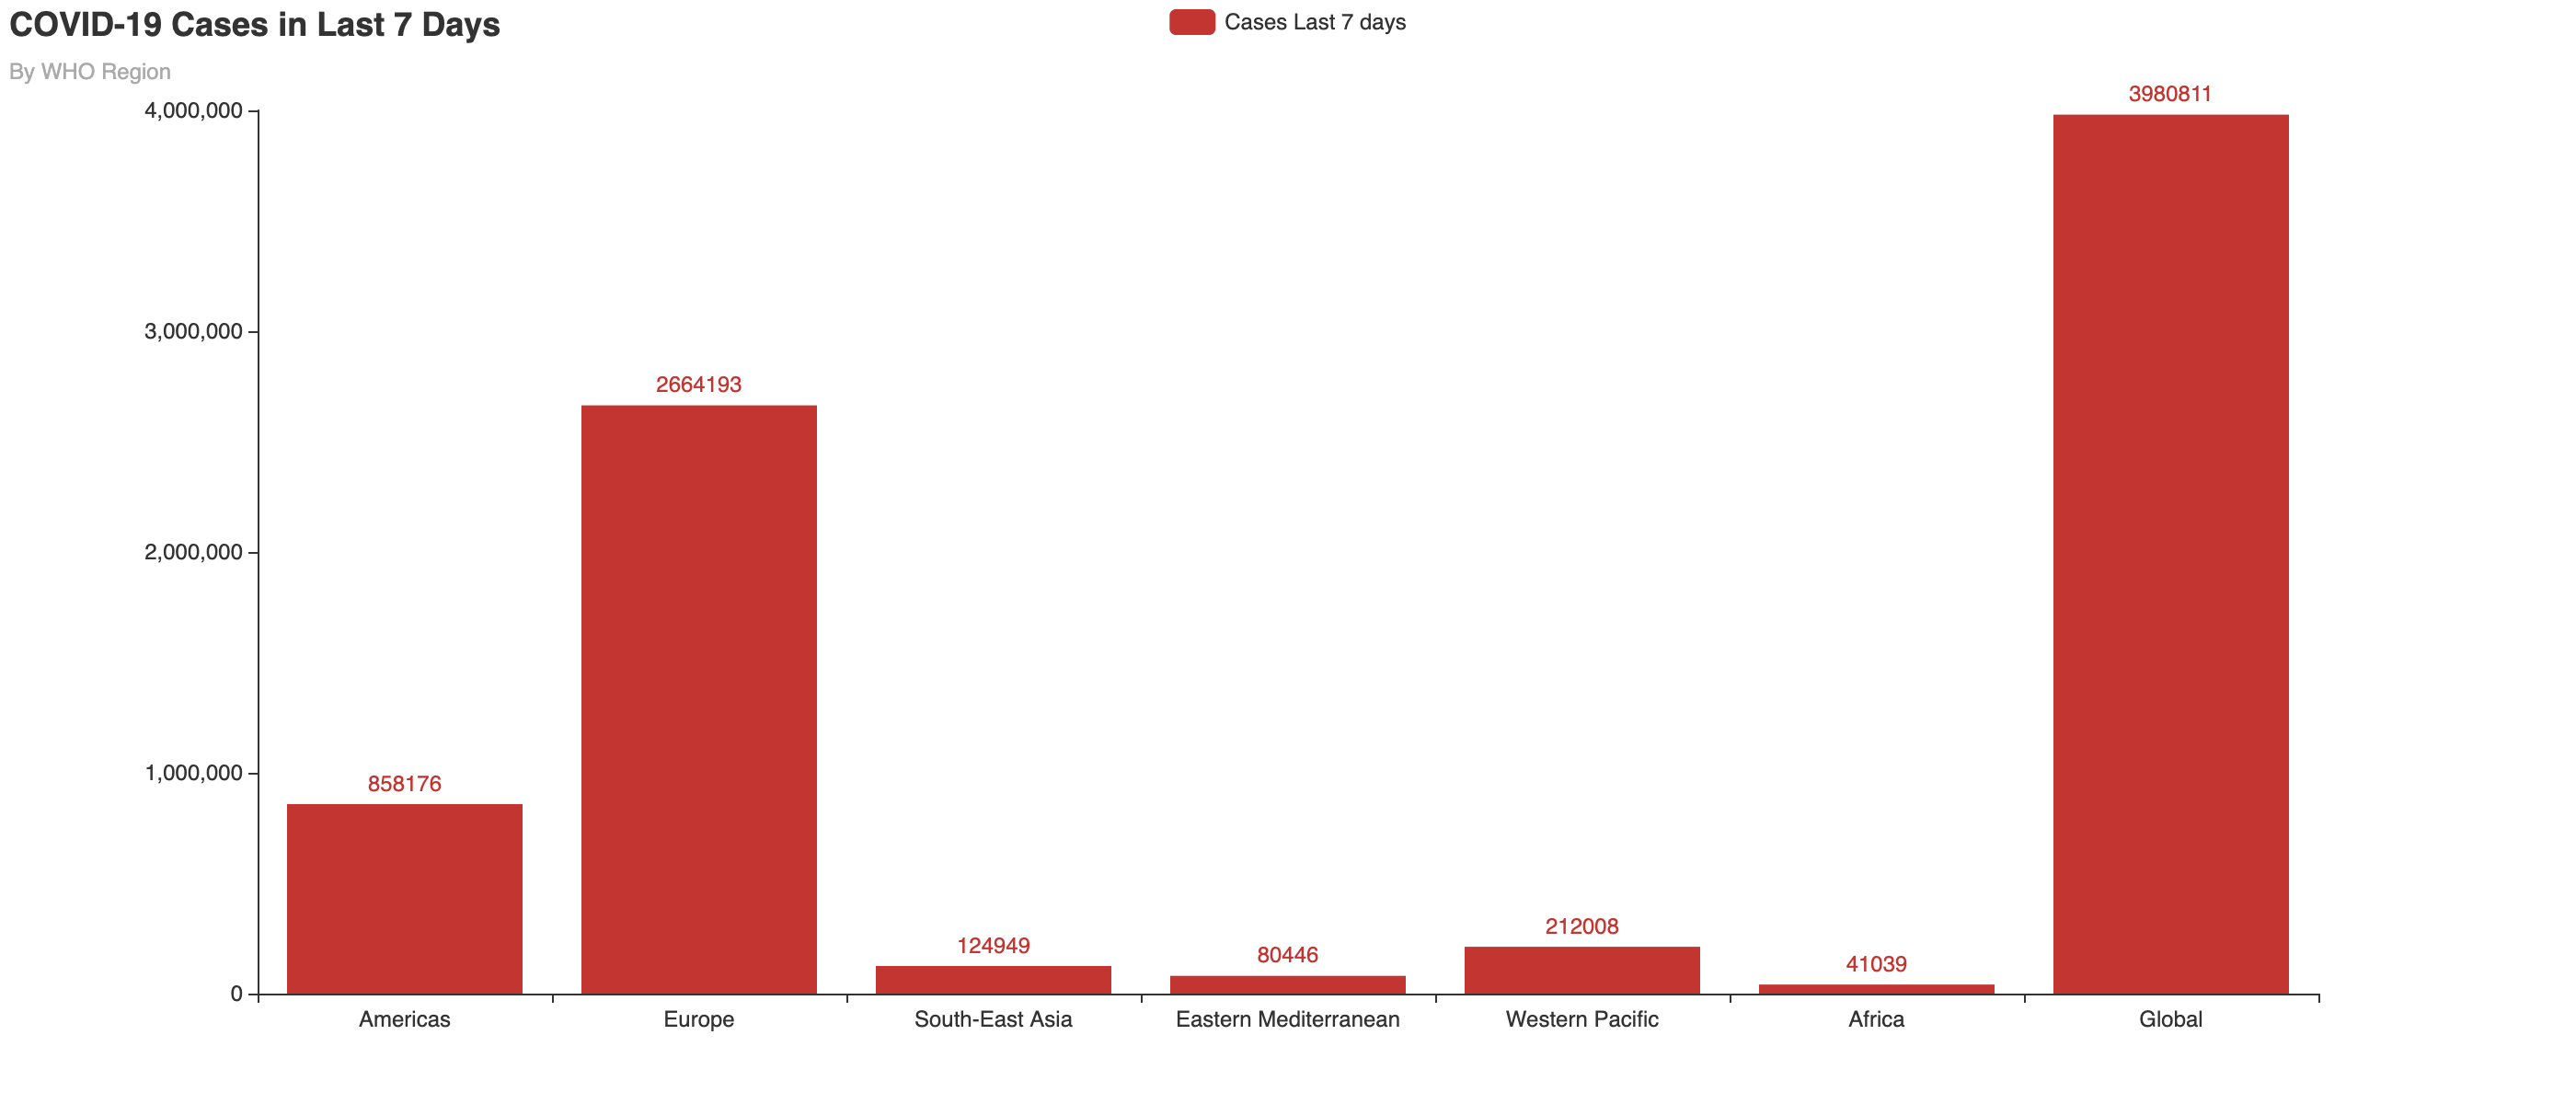 COVID-19 Cases in Last 7 Days
By WHO Region
Cases Last 7 days
4,000,000
3,000,000
2,000,000
1,000,000
0
858176
2664193
124949
80446
212008
41039
3980811
Americas
Europe
South-East Asia
Eastern Mediterranean
Western Pacific
Africa
Global